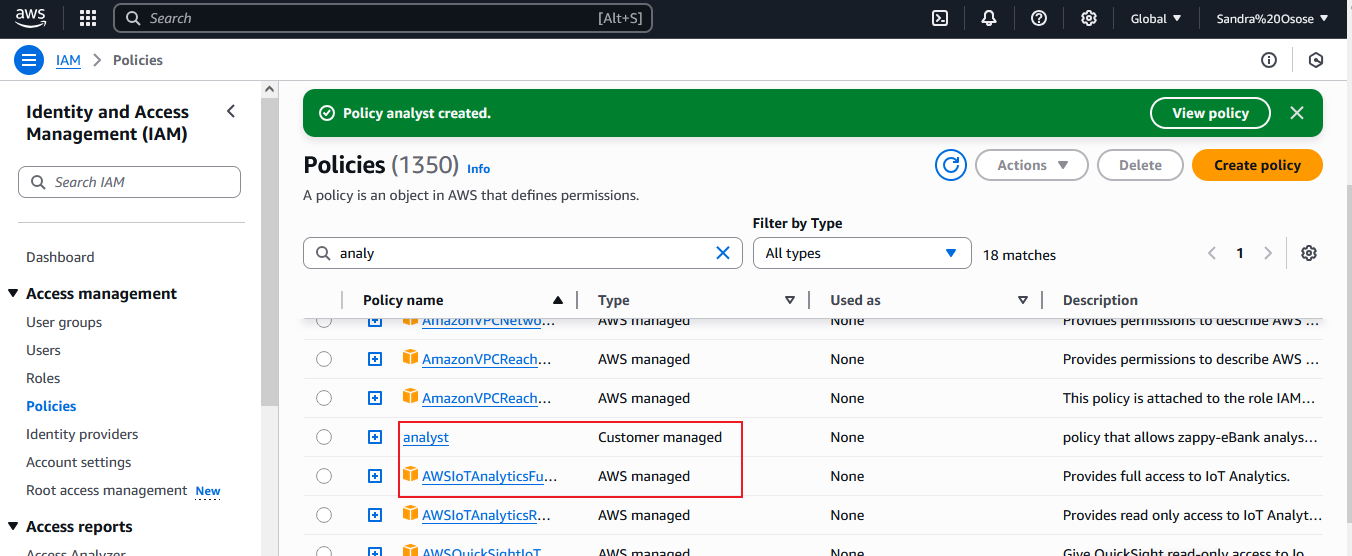 aws Search [Alt+S] Global Sandra%20Osose
IAM > Policies
Identity and Access
Management (IAM)
Search IAM
Dashboard
Access management
User groups
Users
Roles
Policies
Identity providers
Account settings
Root access management New
Access reports
Access Analyzer
Policy analyst created. View policy
Policies (1350) Info Actions Delete Create policy
A policy is an object in AWS that defines permissions.
Filter by Type
analy All types 18 matches 1
Policy name Type Used as Description
AmazonVPCNetwo... AWS managed None Provides permissions to describe AWS ...
AmazonVPCReach... AWS managed None Provides permissions to describe AWS ...
AmazonVPCReach... AWS managed None This policy is attached to the role IAM...
analyst Customer managed None policy that allows zappy-eBank analys...
AWSIoTAnalyticsFu... AWS managed None Provides full access to IoT Analytics.
AWSIoTAnalyticsR... AWS managed None Provides read only access to IoT Analyt...
AWSQuickSightIoT... AWS managed None Give QuickSight read-only access to Io...